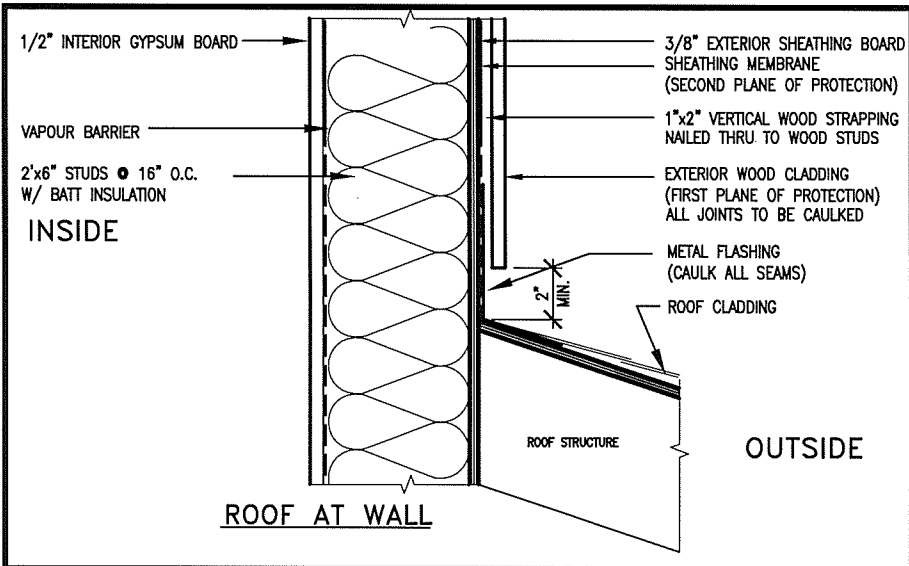 1/2" INTERIOR GYPSUM BOARD
VAPOUR BARRIER
2'x6" STUDS @ 16" O.C.
W/ BATT INSULATION
INSIDE
3/8" EXTERIOR SHEATHING BOARD
SHEATHING MEMBRANE
(SECOND PLANE OF PROTECTION)
1"x2" VERTICAL WOOD STRAPPING
NAILED THRU TO WOOD STUDS
EXTERIOR WOOD CLADDING
(FIRST PLANE OF PROTECTION)
ALL JOINTS TO BE CAULKED
METAL FLASHING
(CAULK ALL SEAMS)
2"
MIN.
ROOF CLADDING
ROOF STRUCTURE
OUTSIDE
ROOF AT WALL